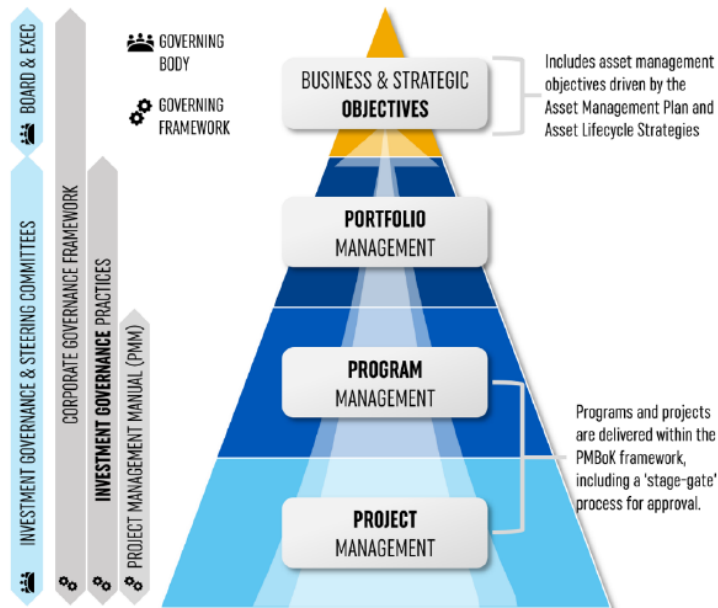 BOARD & EXEC
INVESTMENT GOVERNANCE & STEERING COMMITTEES
CORPORATE GOVERNANCE FRAMEWORK
INVESTMENT GOVERNANCE PRACTICES
PROJECT MANAGEMENT MANUAL (PMM)
GOVERNING
BODY
GOVERNING
FRAMEWORK
BUSINESS & STRATEGIC
OBJECTIVES
Includes asset management
objectives driven by the
Asset Management Plan and
Asset Lifecycle Strategies
PORTFOLIO
MANAGEMENT
PROGRAM
MANAGEMENT
Programs and projects
are delivered within the
PMBoK framework,
including a 'stage-gate'
process for approval.
PROJECT
MANAGEMENT